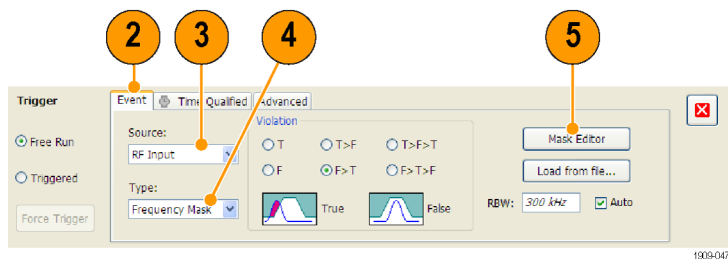 2 3 4 5
Trigger
Event Time Qualified Advanced
Free Run
Triggered
Force Trigger
Source:
RF Input
Type:
Frequency Mask
Violation
T T>F T>F>T
F F>T F>T>F
True False
Mask Editor
Load from file...
RBW: 300 kHz Auto
1909-047